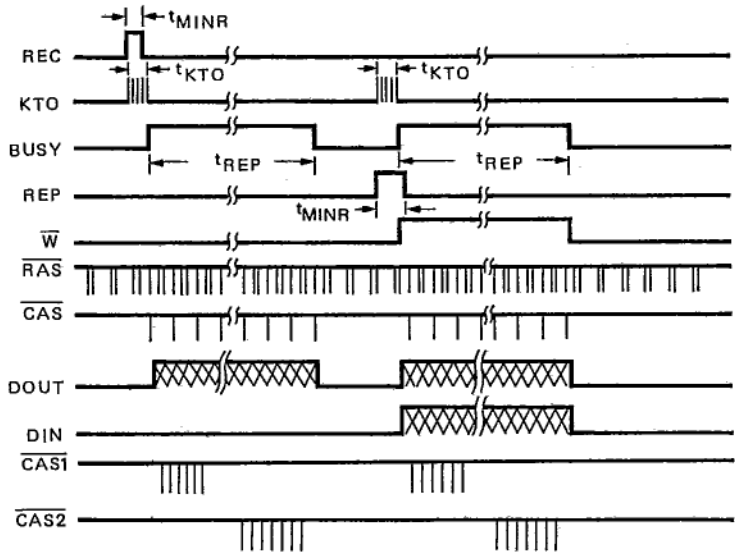 tMINR
REC
tKTO
tKTO
KTO
BUSY
tREP
tREP
REP
tMINR
W
RAS
CAS
DOUT
DIN
CAS1
CAS2